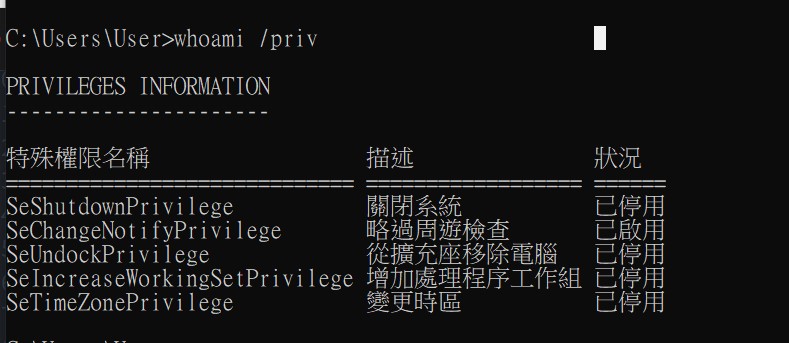 C:\Users\User>whoami /priv
PRIVILEGES INFORMATION
----------------------
特殊權限名稱 描述 狀況
============================= ================== ======
SeShutdownPrivilege 關閉系統 已停用
SeChangeNotifyPrivilege 略過周遊檢查 已啟用
SeUndockPrivilege 從擴充座移除電腦 已停用
SeIncreaseWorkingSetPrivilege 增加處理程序工作組 已停用
SeTimeZonePrivilege 變更時區 已停用